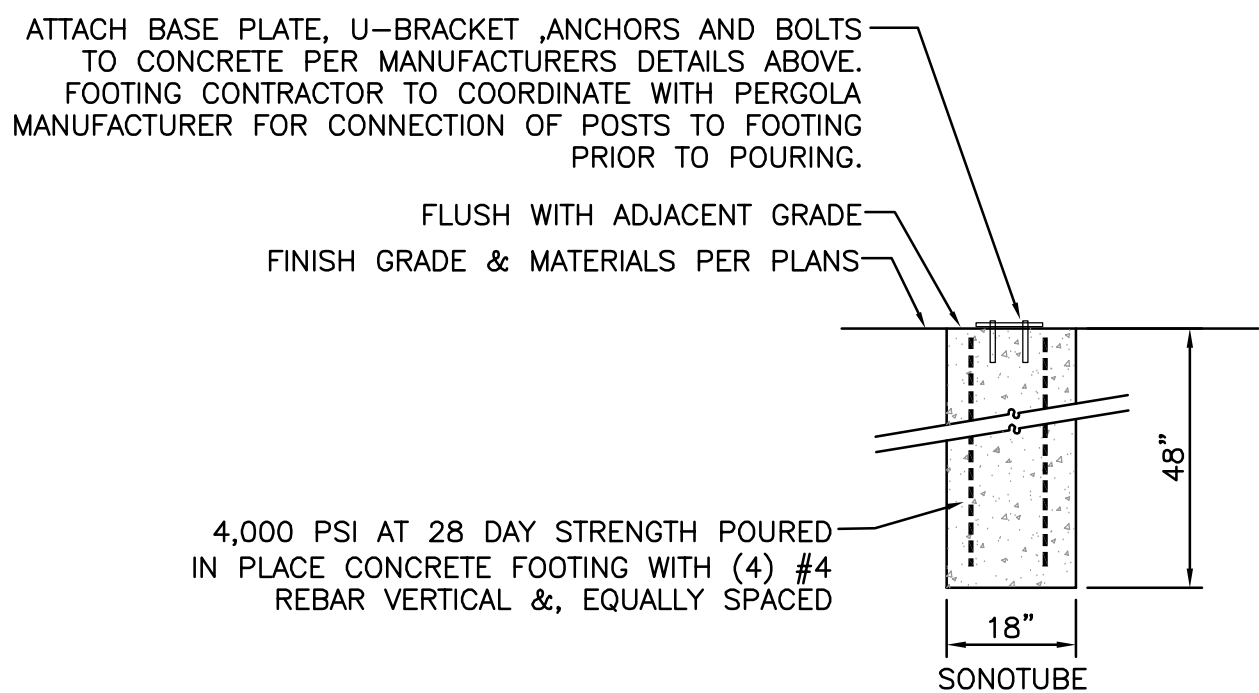 ATTACH BASE PLATE, U-BRACKET ,ANCHORS AND BOLTS
TO CONCRETE PER MANUFACTURERS DETAILS ABOVE.
FOOTING CONTRACTOR TO COORDINATE WITH PERGOLA
MANUFACTURER FOR CONNECTION OF POSTS TO FOOTING
PRIOR TO POURING.
FLUSH WITH ADJACENT GRADE
FINISH GRADE & MATERIALS PER PLANS
48"
4,000 PSI AT 28 DAY STRENGTH POURED
IN PLACE CONCRETE FOOTING WITH (4) #4
REBAR VERTICAL &, EQUALLY SPACED
18"
SONOTUBE